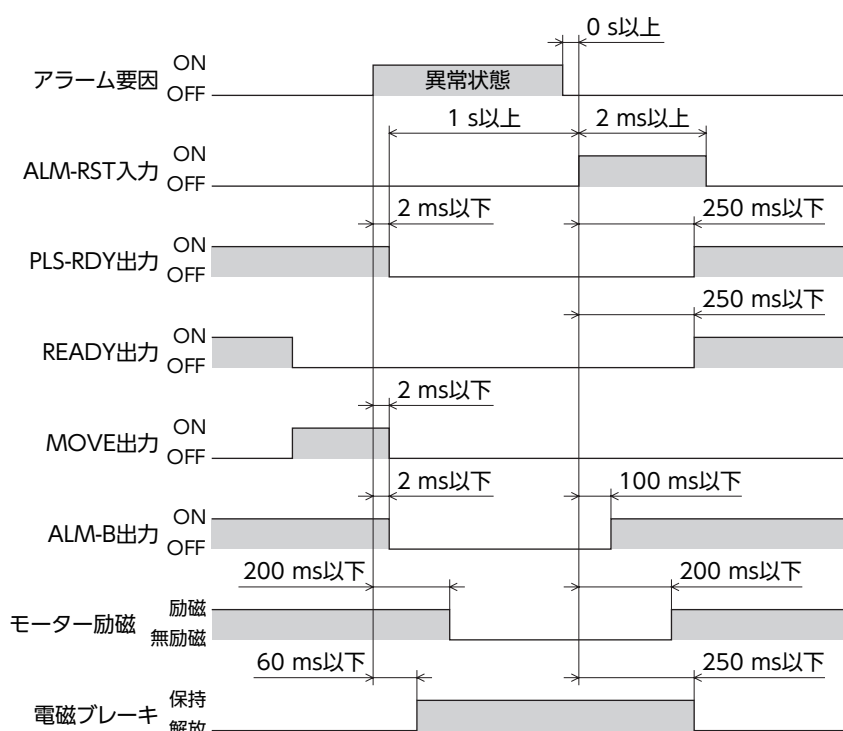 0 s以上
アラーム要因
ON
OFF
異常状態
1 s以上
2 ms以上
ALM-RST入力
ON
OFF
2 ms以下
250 ms以下
PLS-RDY出力
ON
OFF
250 ms以下
READY出力
ON
OFF
2 ms以下
MOVE出力
ON
OFF
2 ms以下
100 ms以下
ALM-B出力
ON
OFF
200 ms以下
200 ms以下
モーター励磁
励磁
無励磁
60 ms以下
250 ms以下
電磁ブレーキ
保持
解放